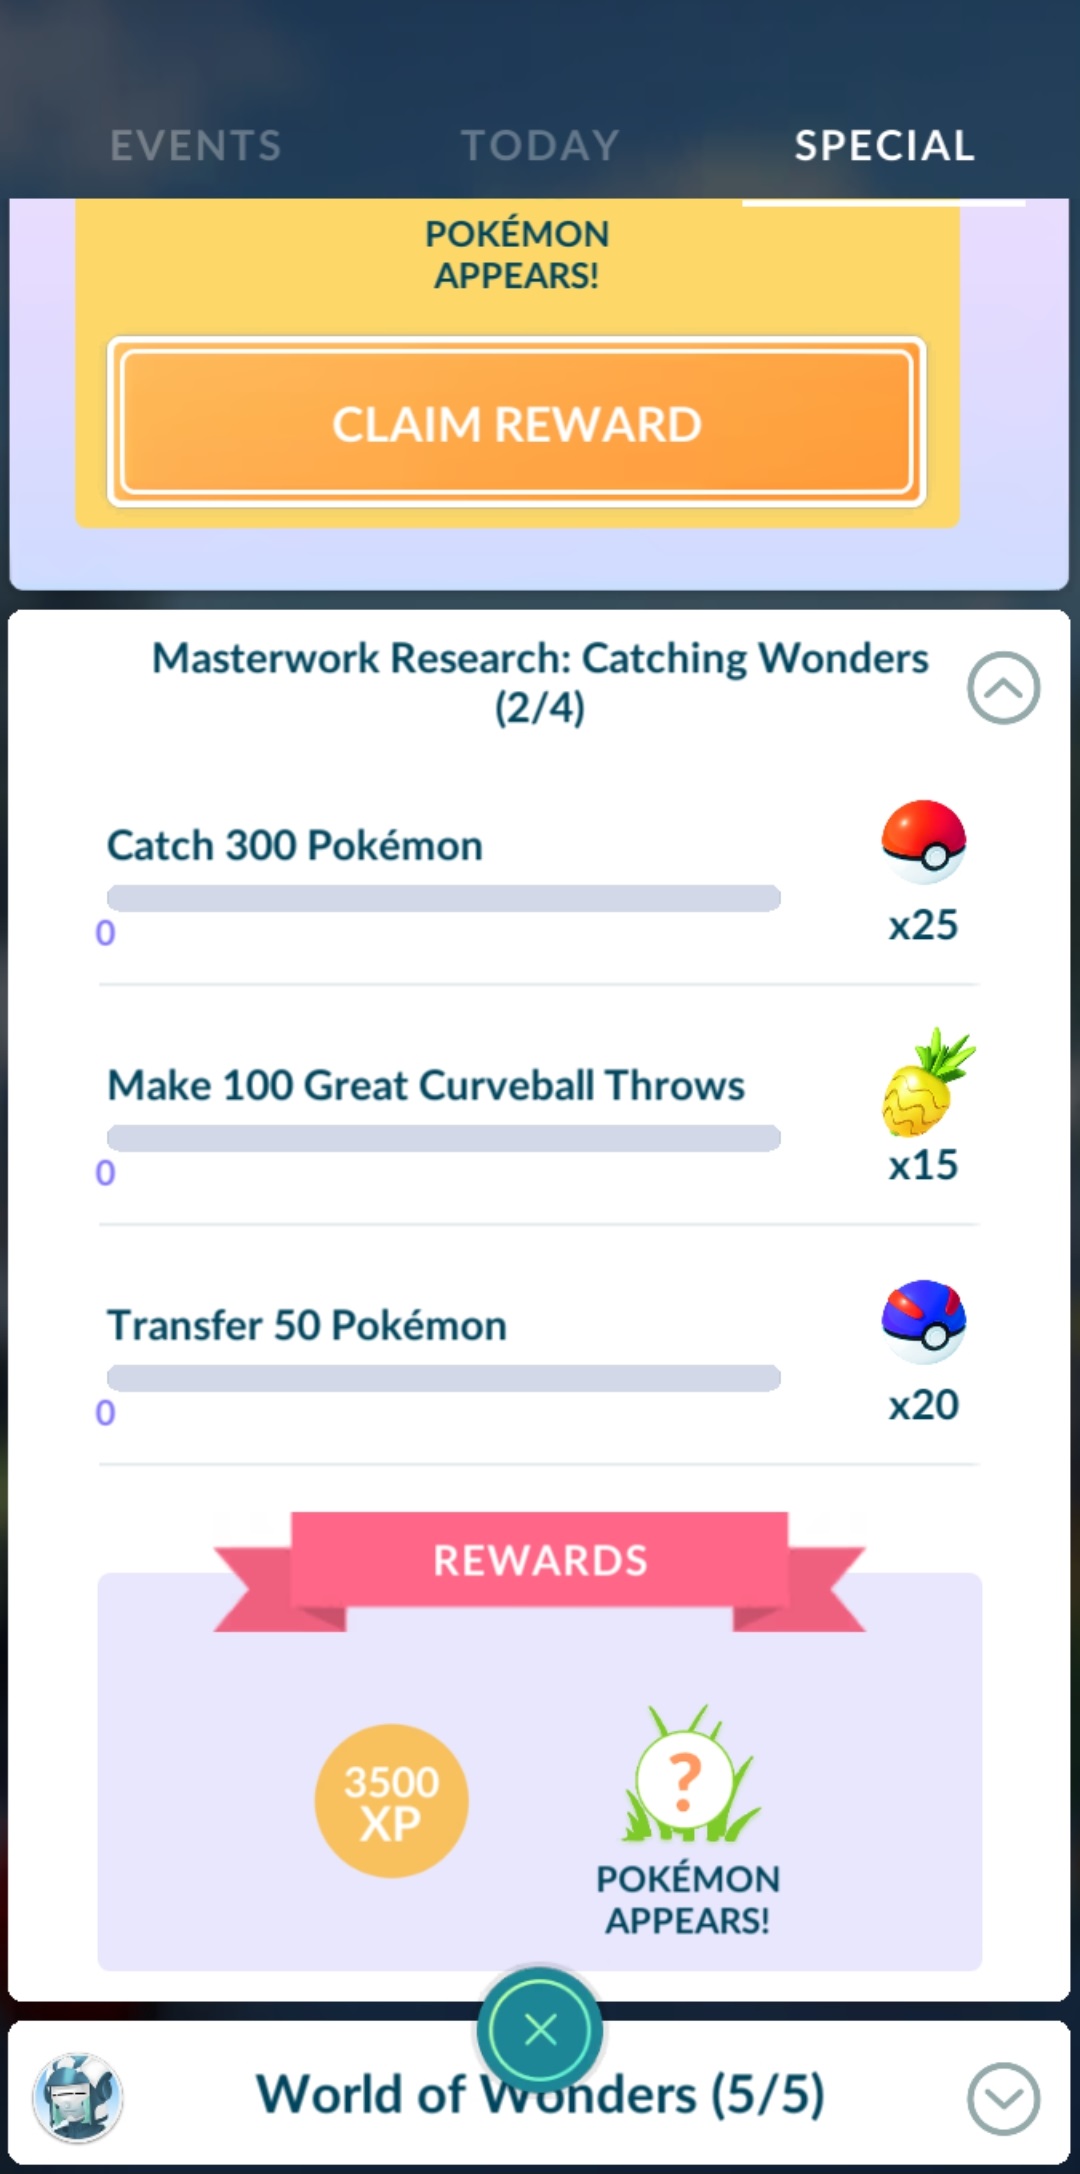 EVENTS
TODAY
SPECIAL
POKÉMON
APPEARS!
CLAIM REWARD
Masterwork Research: Catching Wonders
(2/4)
Catch 300 Pokémon
0
x25
Make 100 Great Curveball Throws
0
x15
Transfer 50 Pokémon
0
x20
REWARDS
3500
XP
?
POKÉMON
APPEARS!
World of Wonders (5/5)